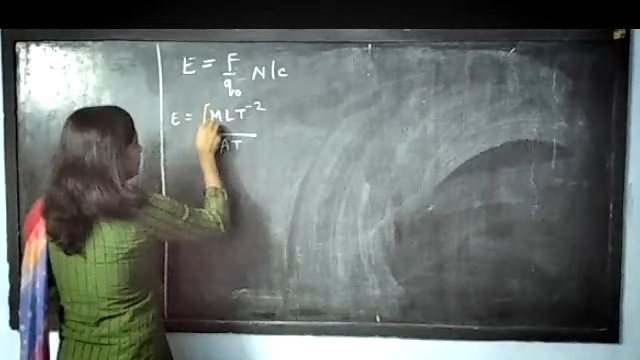 E = F/q₀ N/C
E = [MLT⁻²/AT